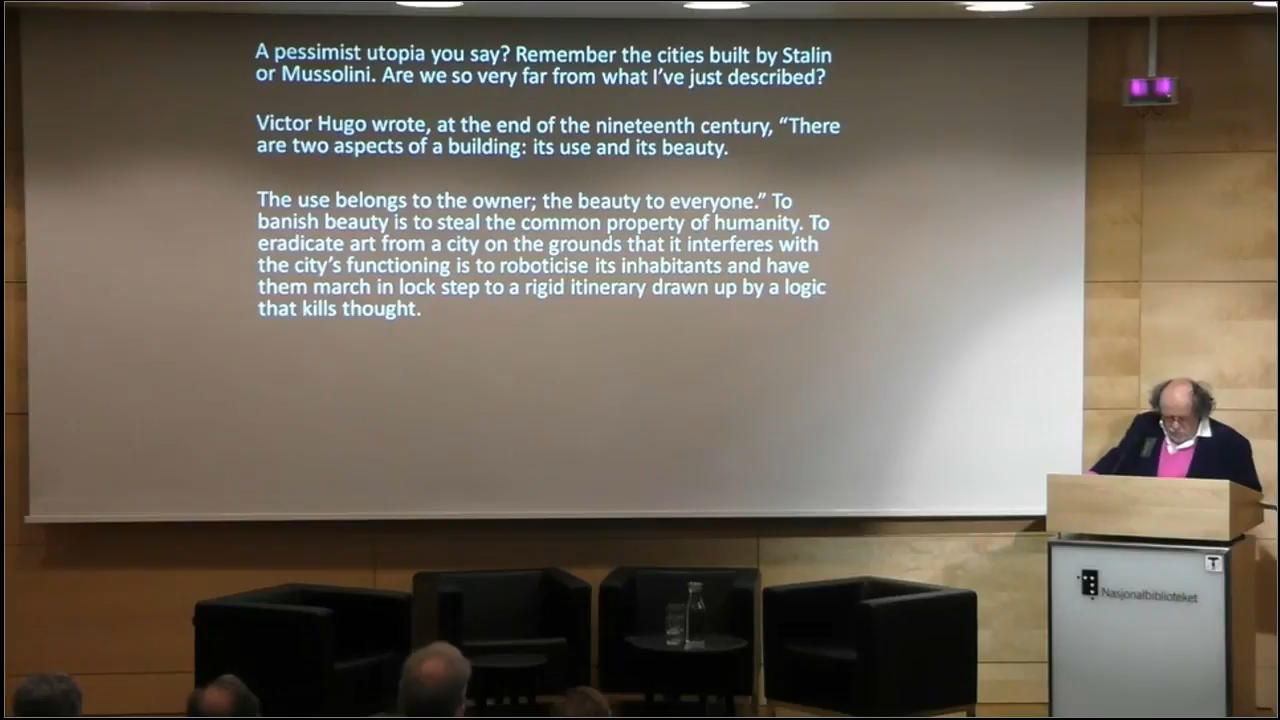 A pessimist utopia you say? Remember the cities built by Stalin
or Mussolini. Are we so very far from what I've just described?
Victor Hugo wrote, at the end of the nineteenth century, “There
are two aspects of a building: its use and its beauty.
The use belongs to the owner; the beauty to everyone.” To
banish beauty is to steal the common property of humanity. To
eradicate art from a city on the grounds that it interferes with
the city's functioning is to roboticise its inhabitants and have
them march in lock step to a rigid itinerary drawn up by a logic
that kills thought.
Nasjonalbiblioteket
T